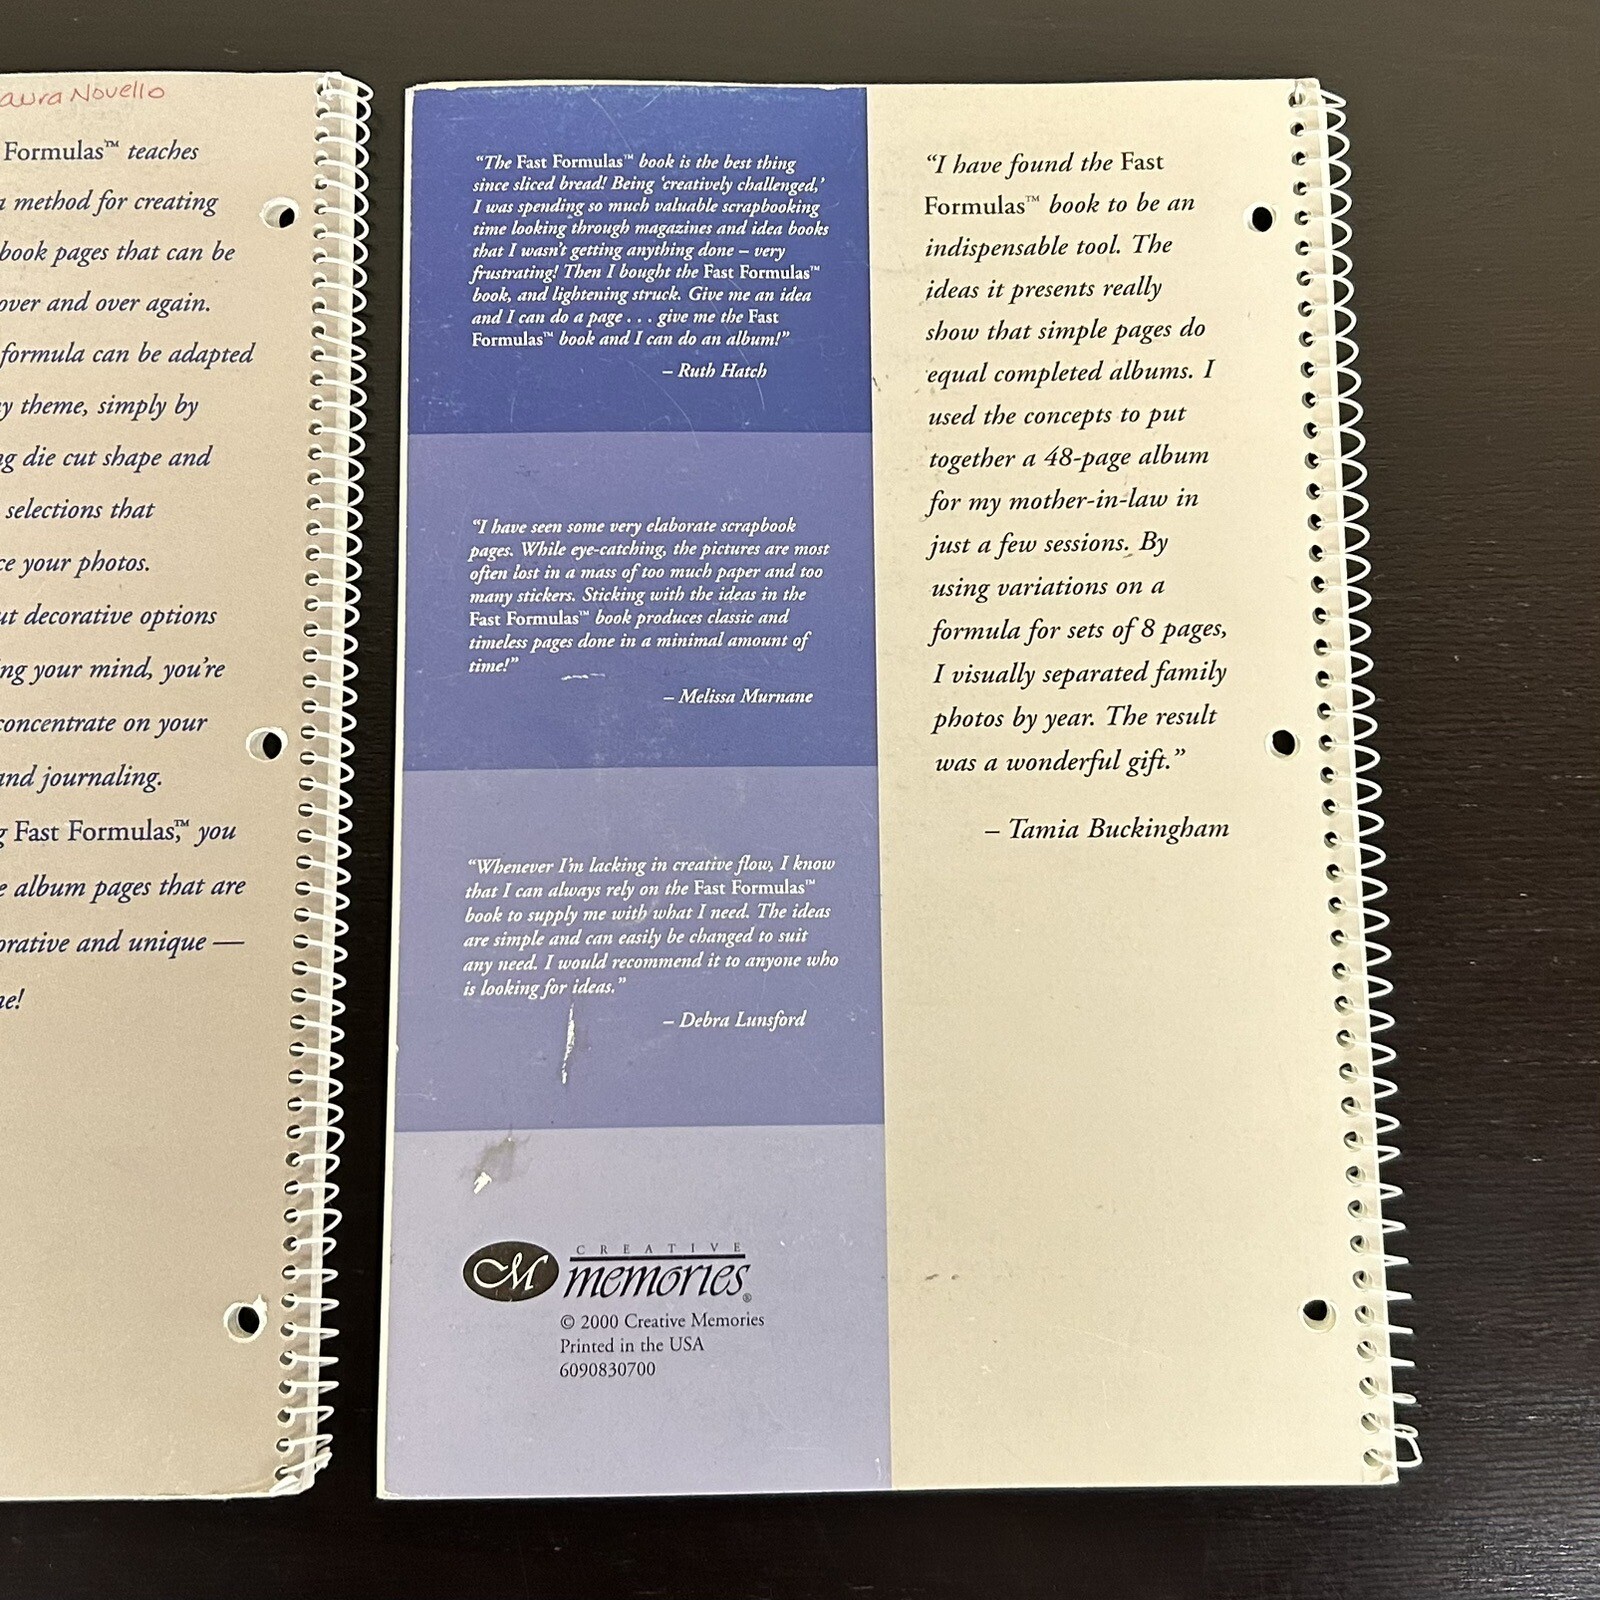 aura Novello
Formulas™ teaches
a method for creating
book pages that can be
over and over again.
formula can be adapted
y theme, simply by
ng die cut shape and
selections that
ce your photos.
ut decorative options
ng your mind, you're
concentrate on your
and journaling.
g Fast Formulas,™ you
e album pages that are
orative and unique —
ne!
“The Fast Formulas™ book is the best thing
since sliced bread! Being ‘creatively challenged,’
I was spending so much valuable scrapbooking
time looking through magazines and idea books
that I wasn't getting anything done – very
frustrating! Then I bought the Fast Formulas™
book, and lightening struck. Give me an idea
and I can do a page . . . give me the Fast
Formulas™ book and I can do an album!”
– Ruth Hatch
“I have seen some very elaborate scrapbook
pages. While eye-catching, the pictures are most
often lost in a mass of too much paper and too
many stickers. Sticking with the ideas in the
Fast Formulas™ book produces classic and
timeless pages done in a minimal amount of
time!”
– Melissa Murnane
“Whenever I'm lacking in creative flow, I know
that I can always rely on the Fast Formulas™
book to supply me with what I need. The ideas
are simple and can easily be changed to suit
any need. I would recommend it to anyone who
is looking for ideas.”
– Debra Lunsford
CREATIVE
M memories®
© 2000 Creative Memories
Printed in the USA
6090830700
“I have found the Fast
Formulas™ book to be an
indispensable tool. The
ideas it presents really
show that simple pages do
equal completed albums. I
used the concepts to put
together a 48-page album
for my mother-in-law in
just a few sessions. By
using variations on a
formula for sets of 8 pages,
I visually separated family
photos by year. The result
was a wonderful gift.”
– Tamia Buckingham